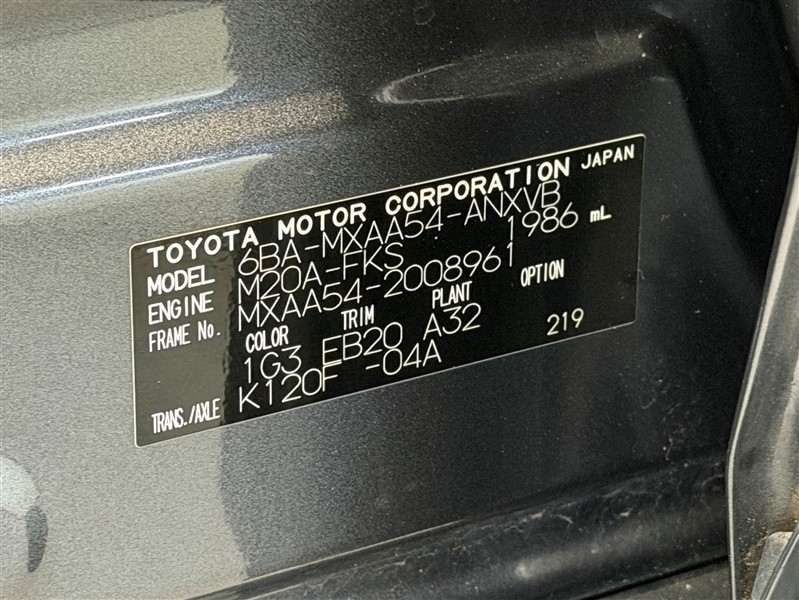 TOYOTA MOTOR CORPORATION JAPAN
MODEL 6BA-MXAA54-ANXVB
ENGINE M20A-FKS 1986 mL
FRAME No. MXAA54-2008961
COLOR TRIM PLANT OPTION
1G3 EB20 A32 219
TRANS./AXLE K120F -04A